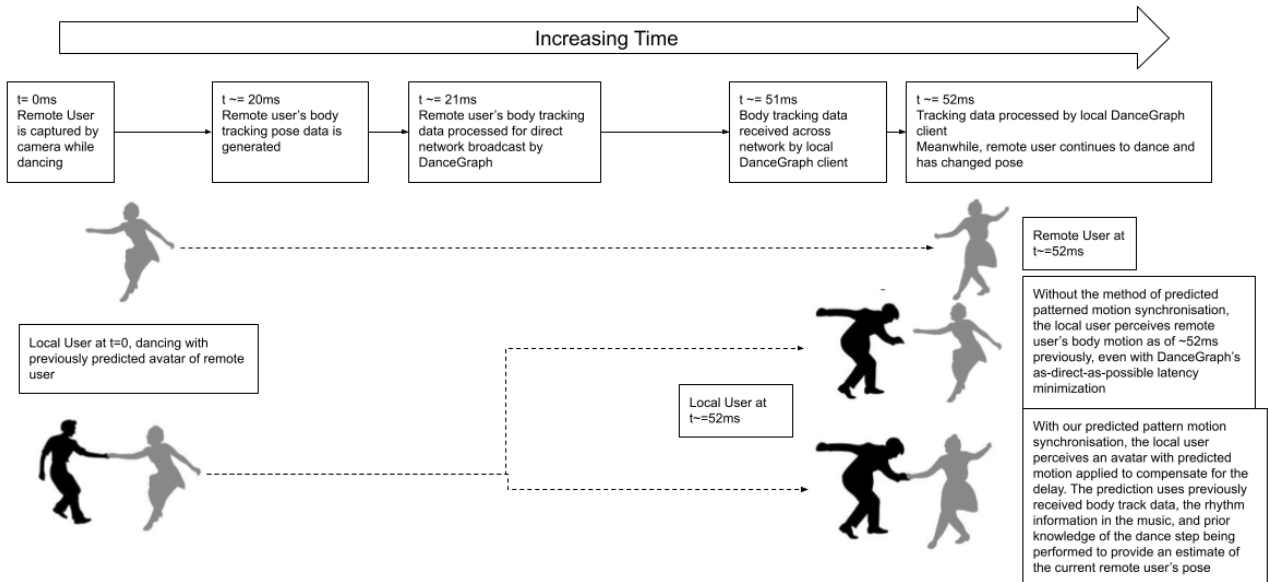 Increasing Time
t= 0ms
Remote User
is captured by
camera while
dancing
t ~= 20ms
Remote user's body
tracking pose data is
generated
t ~= 21ms
Remote user's body tracking
data processed for direct
network broadcast by
DanceGraph
t ~= 51ms
Body tracking data
received across
network by local
DanceGraph client
t ~= 52ms
Tracking data processed by local DanceGraph
client
Meanwhile, remote user continues to dance and
has changed pose
Remote User at
t~=52ms
Without the method of predicted
patterned motion synchronisation,
the local user perceives remote
user's body motion as of ~52ms
previously, even with DanceGraph's
as-direct-as-possible latency
minimization
Local User at t=0, dancing with
previously predicted avatar of remote
user
Local User at
t~=52ms
With our predicted pattern motion
synchronisation, the local user
perceives an avatar with predicted
motion applied to compensate for the
delay. The prediction uses previously
received body track data, the rhythm
information in the music, and prior
knowledge of the dance step being
performed to provide an estimate of
the current remote user's pose